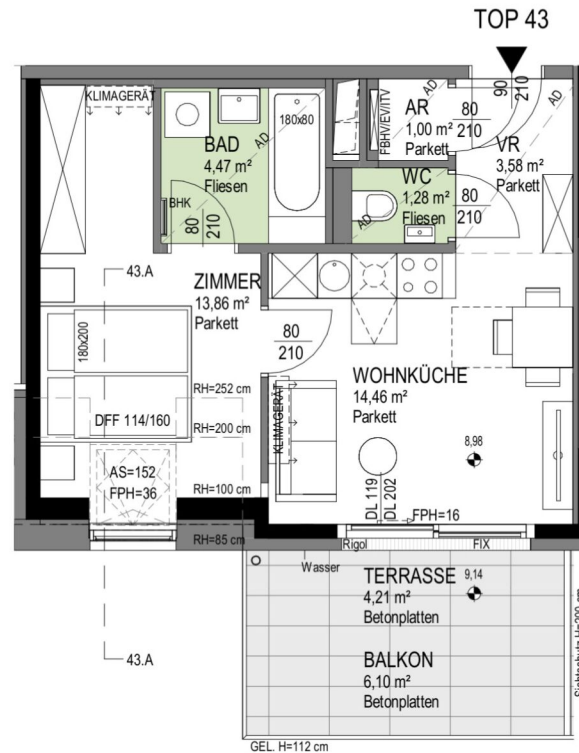 TOP 43
KLIMAGERÄT
180x80
BAD
4,47 m²
Fliesen
AD
BHK
80
210
FBHV/EV/ITV
AD
AR
1,00 m²
Parkett
80
210
90
210
AD
VR
3,58 m²
Parkett
WC
1,28 m²
Fliesen
AD
80
210
43.A
ZIMMER
13,86 m²
Parkett
180x200
80
210
WOHNKÜCHE
14,46 m²
Parkett
KLIMAGERÄT
RH=252 cm
DFF 114/160
RH=200 cm
8,98
AS=152
FPH=36
RH=100 cm
DL 119
DL 202
FPH=16
RH=85 cm
Rigol
FIX
Wasser
TERRASSE
4,21 m²
Betonplatten
9,14
43.A
BALKON
6,10 m²
Betonplatten
GEL. H=112 cm